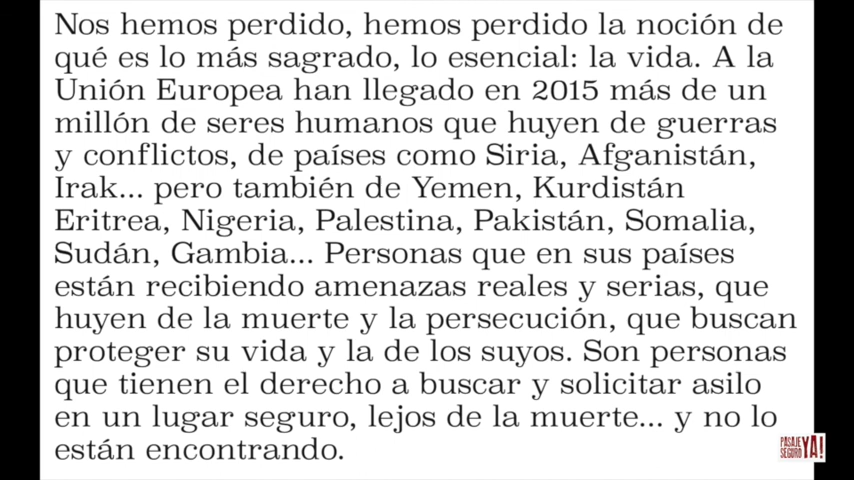 Nos hemos perdido, hemos perdido la noción de
qué es lo más sagrado, lo esencial: la vida. A la
Unión Europea han llegado en 2015 más de un
millón de seres humanos que huyen de guerras
y conflictos, de países como Siria, Afganistán,
Irak... pero también de Yemen, Kurdistán
Eritrea, Nigeria, Palestina, Pakistán, Somalia,
Sudán, Gambia... Personas que en sus países
están recibiendo amenazas reales y serias, que
huyen de la muerte y la persecución, que buscan
proteger su vida y la de los suyos. Son personas
que tienen el derecho a buscar y solicitar asilo
en un lugar seguro, lejos de la muerte... y no lo
están encontrando.
PASAJE
SEGURO YA!